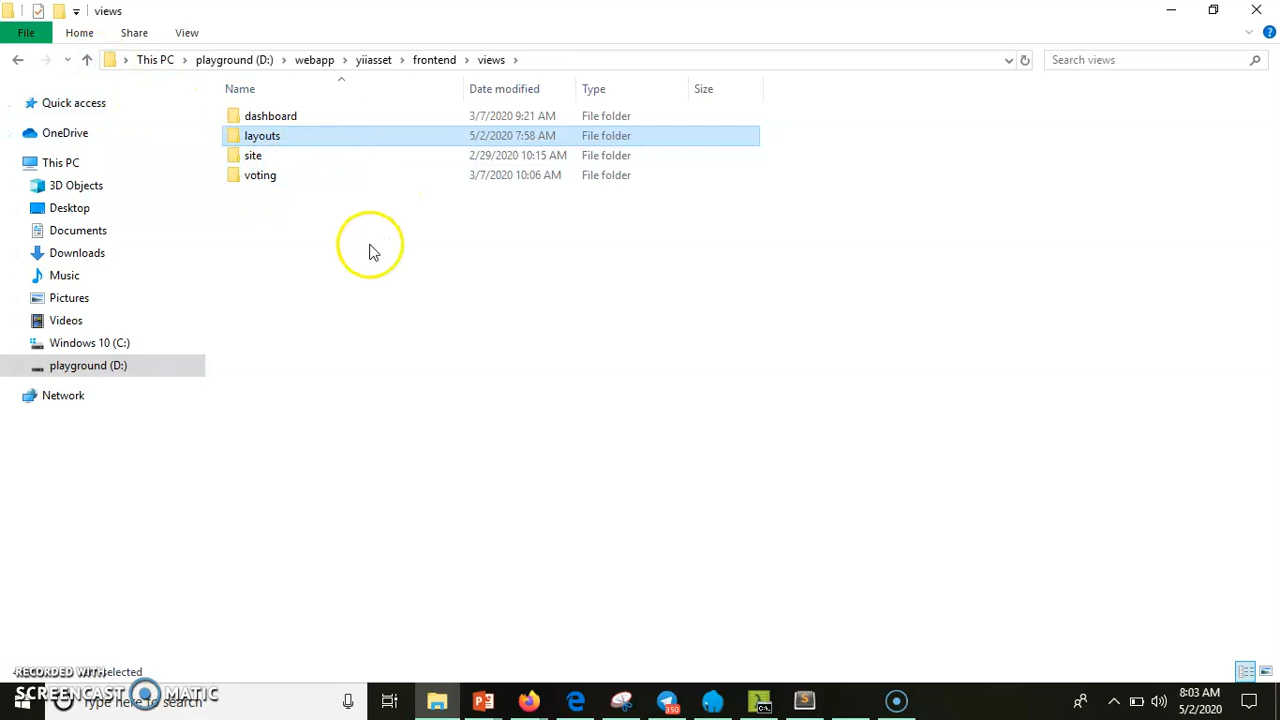 views
File Home Share View
This PC playground (D:) webapp yiiasset frontend views
Search views
Name Date modified Type Size
dashboard 3/7/2020 9:21 AM File folder
layouts 5/2/2020 7:58 AM File folder
site 2/29/2020 10:15 AM File folder
voting 3/7/2020 10:06 AM File folder
Quick access
OneDrive
This PC
3D Objects
Desktop
Documents
Downloads
Music
Pictures
Videos
Windows 10 (C:)
playground (D:)
Network
RECORDED WITH
SCREENCAST MATIC
Type here to search
350
8:03 AM
5/2/2020